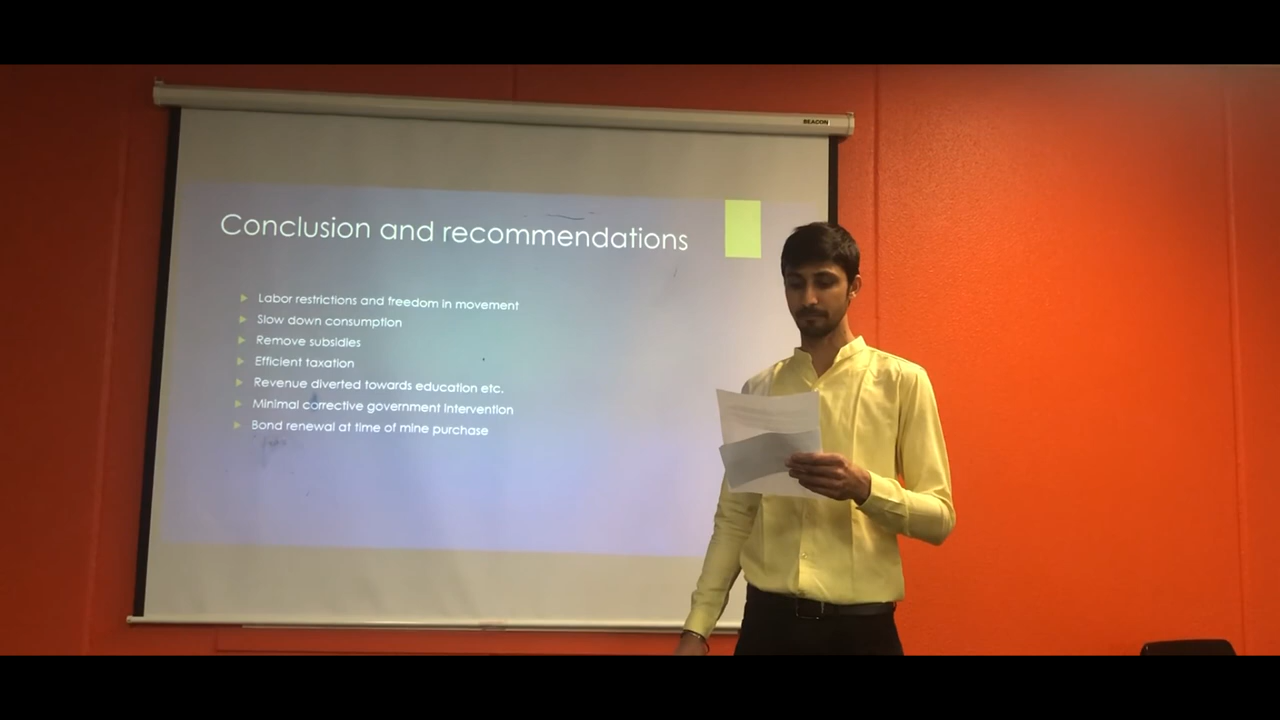 BEACON
Conclusion and recommendations
Labor restrictions and freedom in movement
Slow down consumption
Remove subsidies
Efficient taxation
Revenue diverted towards education etc.
Minimal corrective government intervention
Bond renewal at time of mine purchase